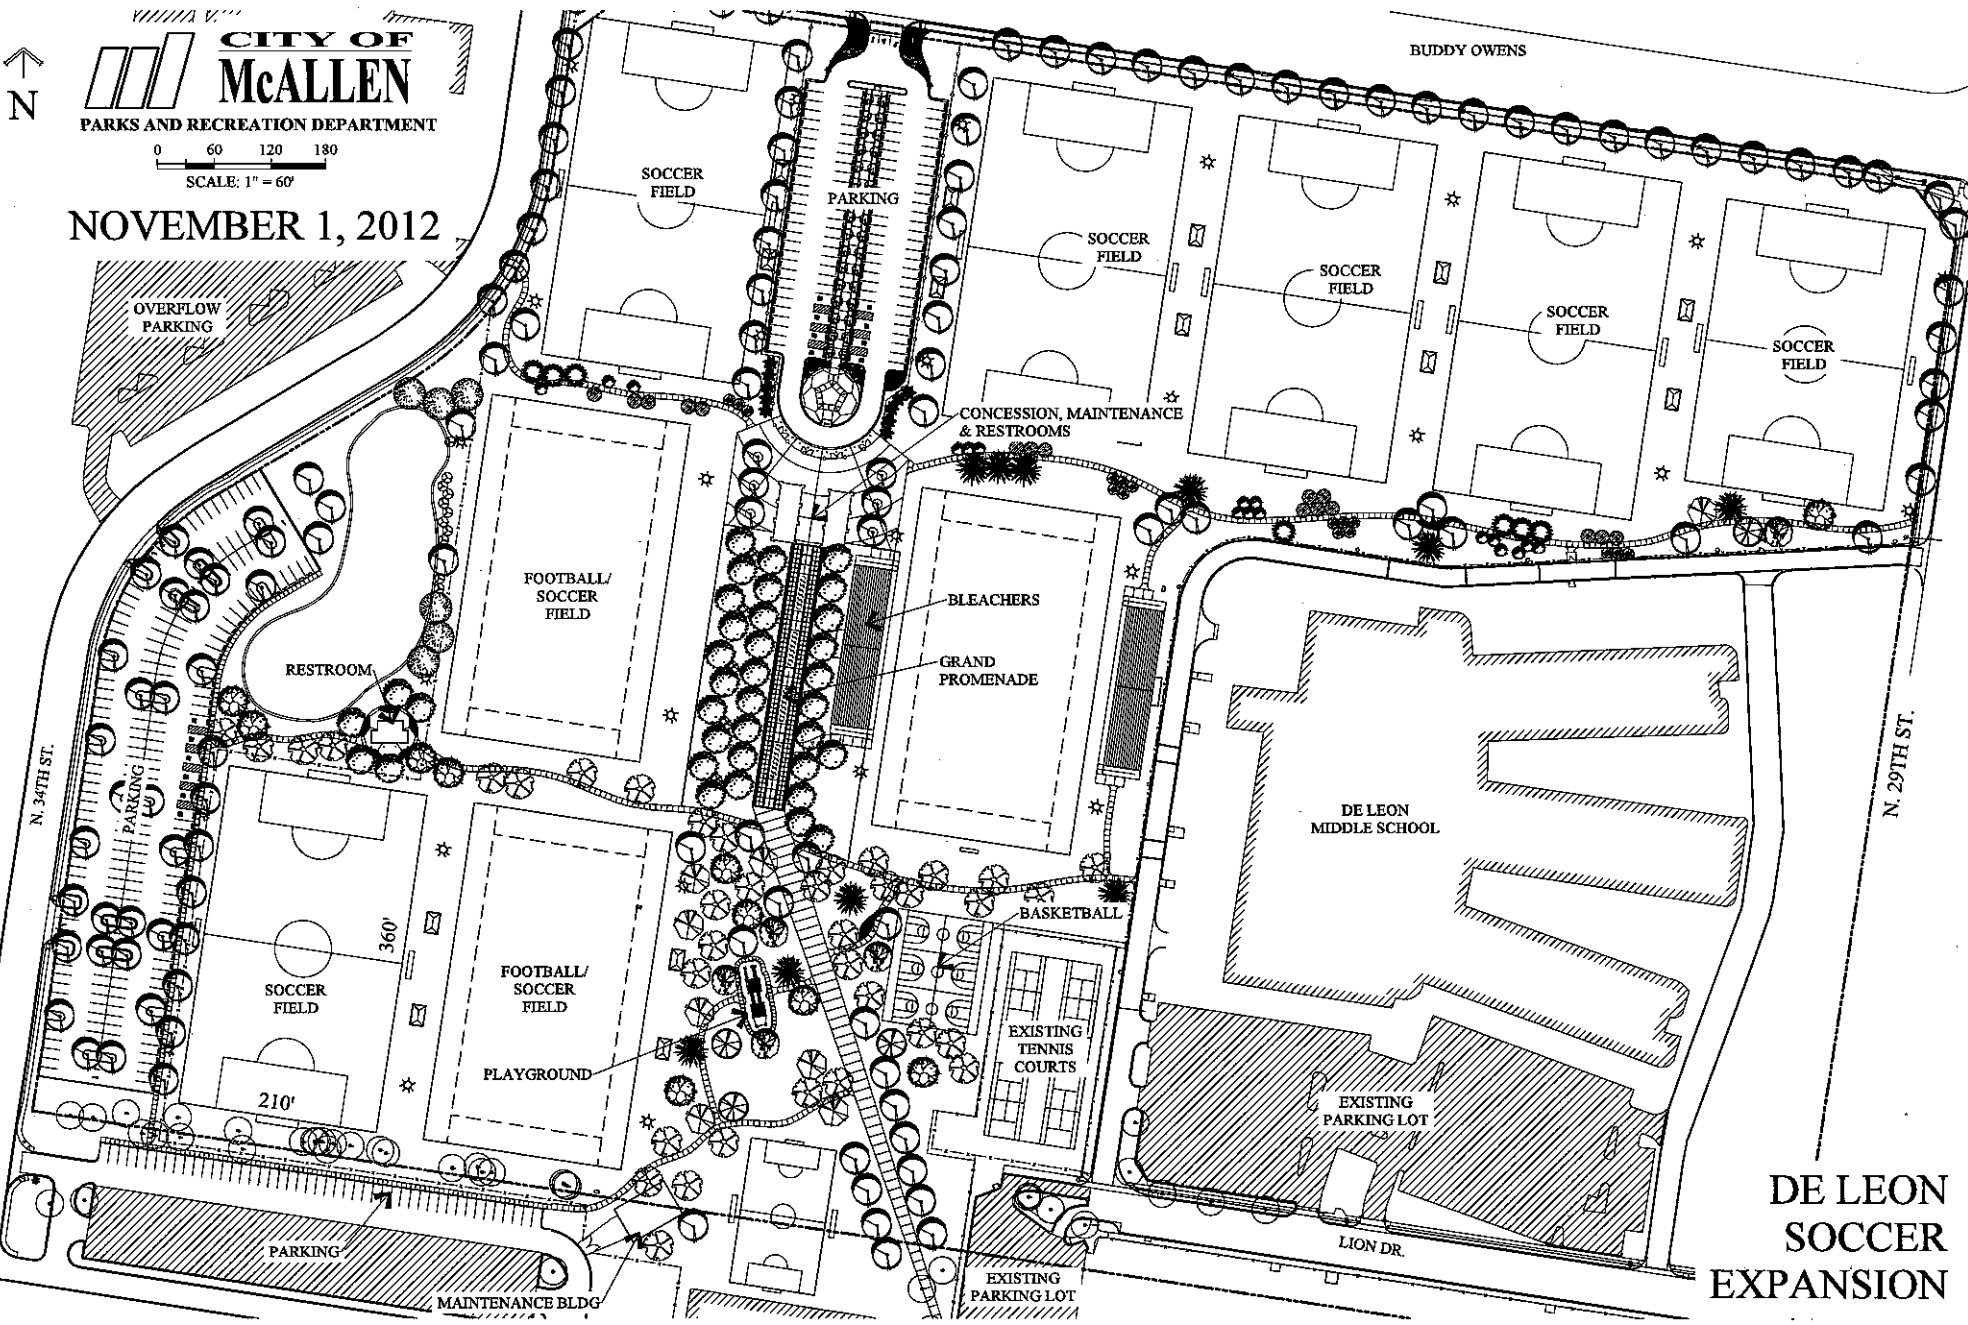 CITY OF
McALLEN
PARKS AND RECREATION DEPARTMENT
0 60 120 180
SCALE: 1" = 60'
N
NOVEMBER 1, 2012
BUDDY OWENS
OVERFLOW
PARKING
SOCCER
FIELD
PARKING
SOCCER
FIELD
SOCCER
FIELD
SOCCER
FIELD
SOCCER
FIELD
CONCESSION, MAINTENANCE
& RESTROOMS
FOOTBALL/
SOCCER
FIELD
BLEACHERS
GRAND
PROMENADE
RESTROOM
N. 34TH ST.
PARKING
DE LEON
MIDDLE SCHOOL
N. 29TH ST.
BASKETBALL
360'
SOCCER
FIELD
210'
FOOTBALL/
SOCCER
FIELD
PLAYGROUND
EXISTING
TENNIS
COURTS
EXISTING
PARKING LOT
LION DR.
PARKING
MAINTENANCE BLDG
EXISTING
PARKING LOT
DE LEON
SOCCER
EXPANSION